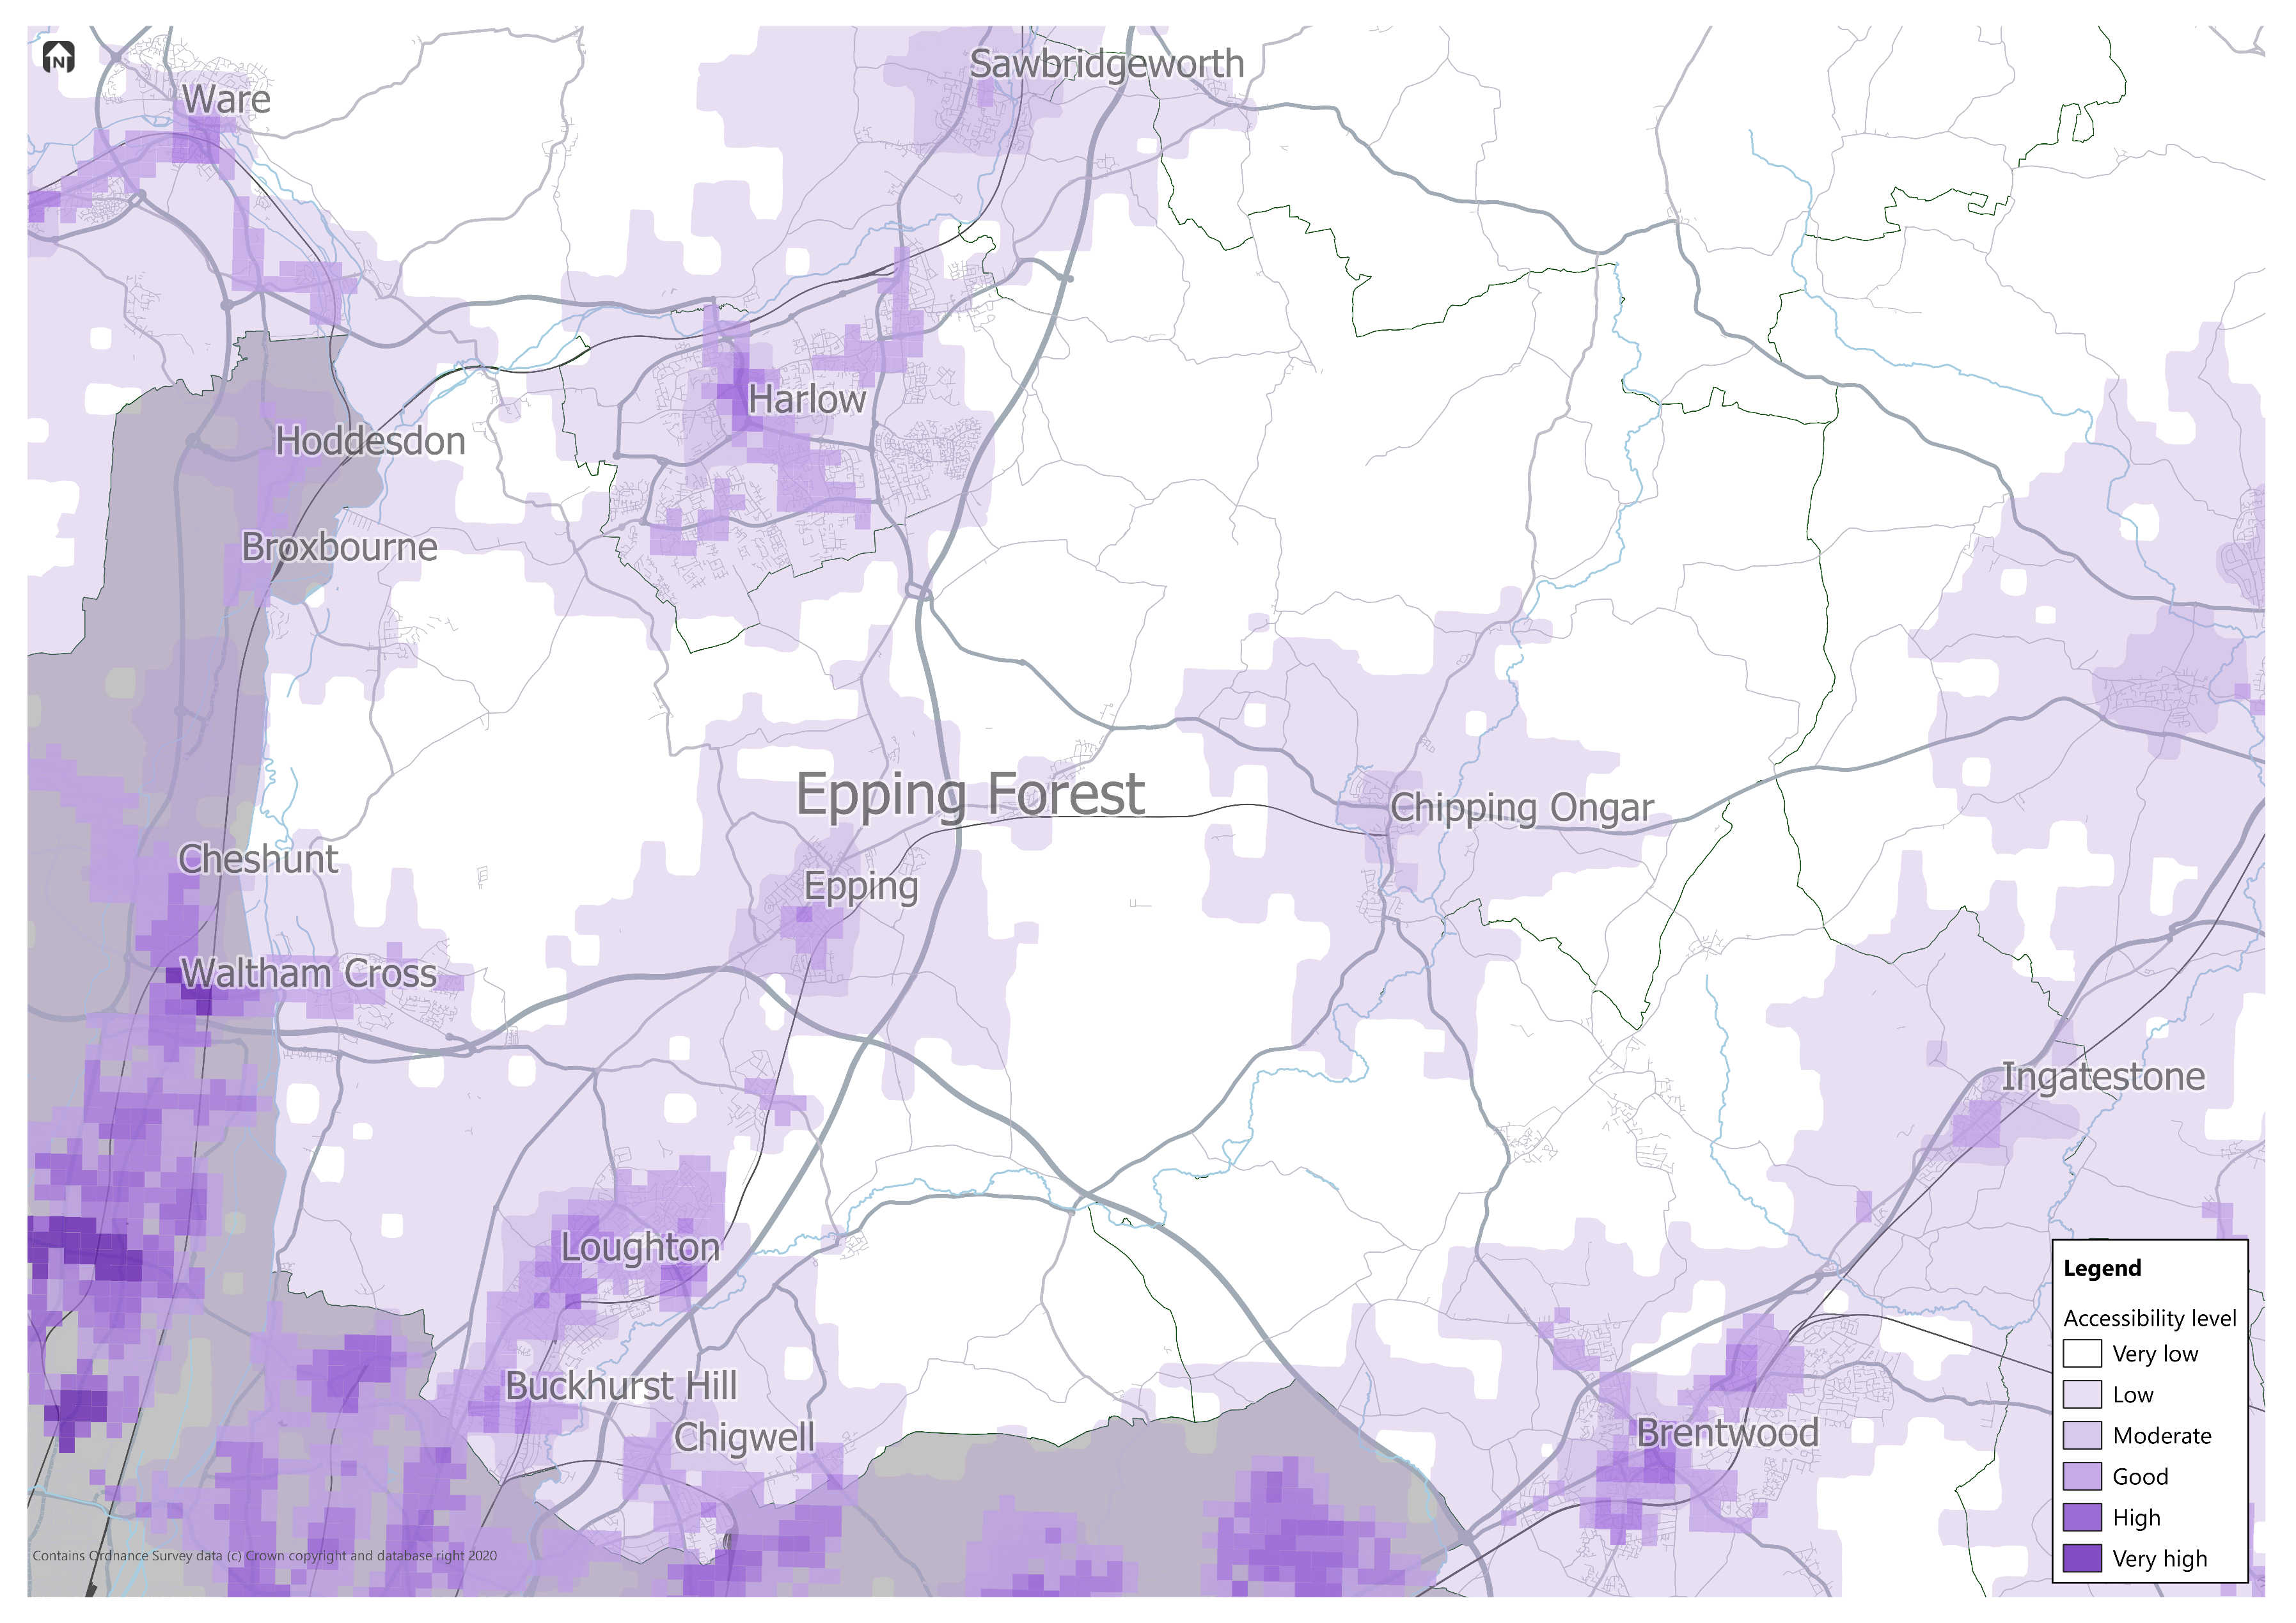 N
Sawbridgeworth
Ware
Harlow
Hoddesdon
Broxbourne
Epping Forest
Chipping Ongar
Cheshunt
Epping
Waltham Cross
Ingatestone
Loughton
Buckhurst Hill
Chigwell
Brentwood
Legend
Accessibility level
Very low
Low
Moderate
Good
High
Very high
Contains Ordnance Survey data (c) Crown copyright and database right 2020